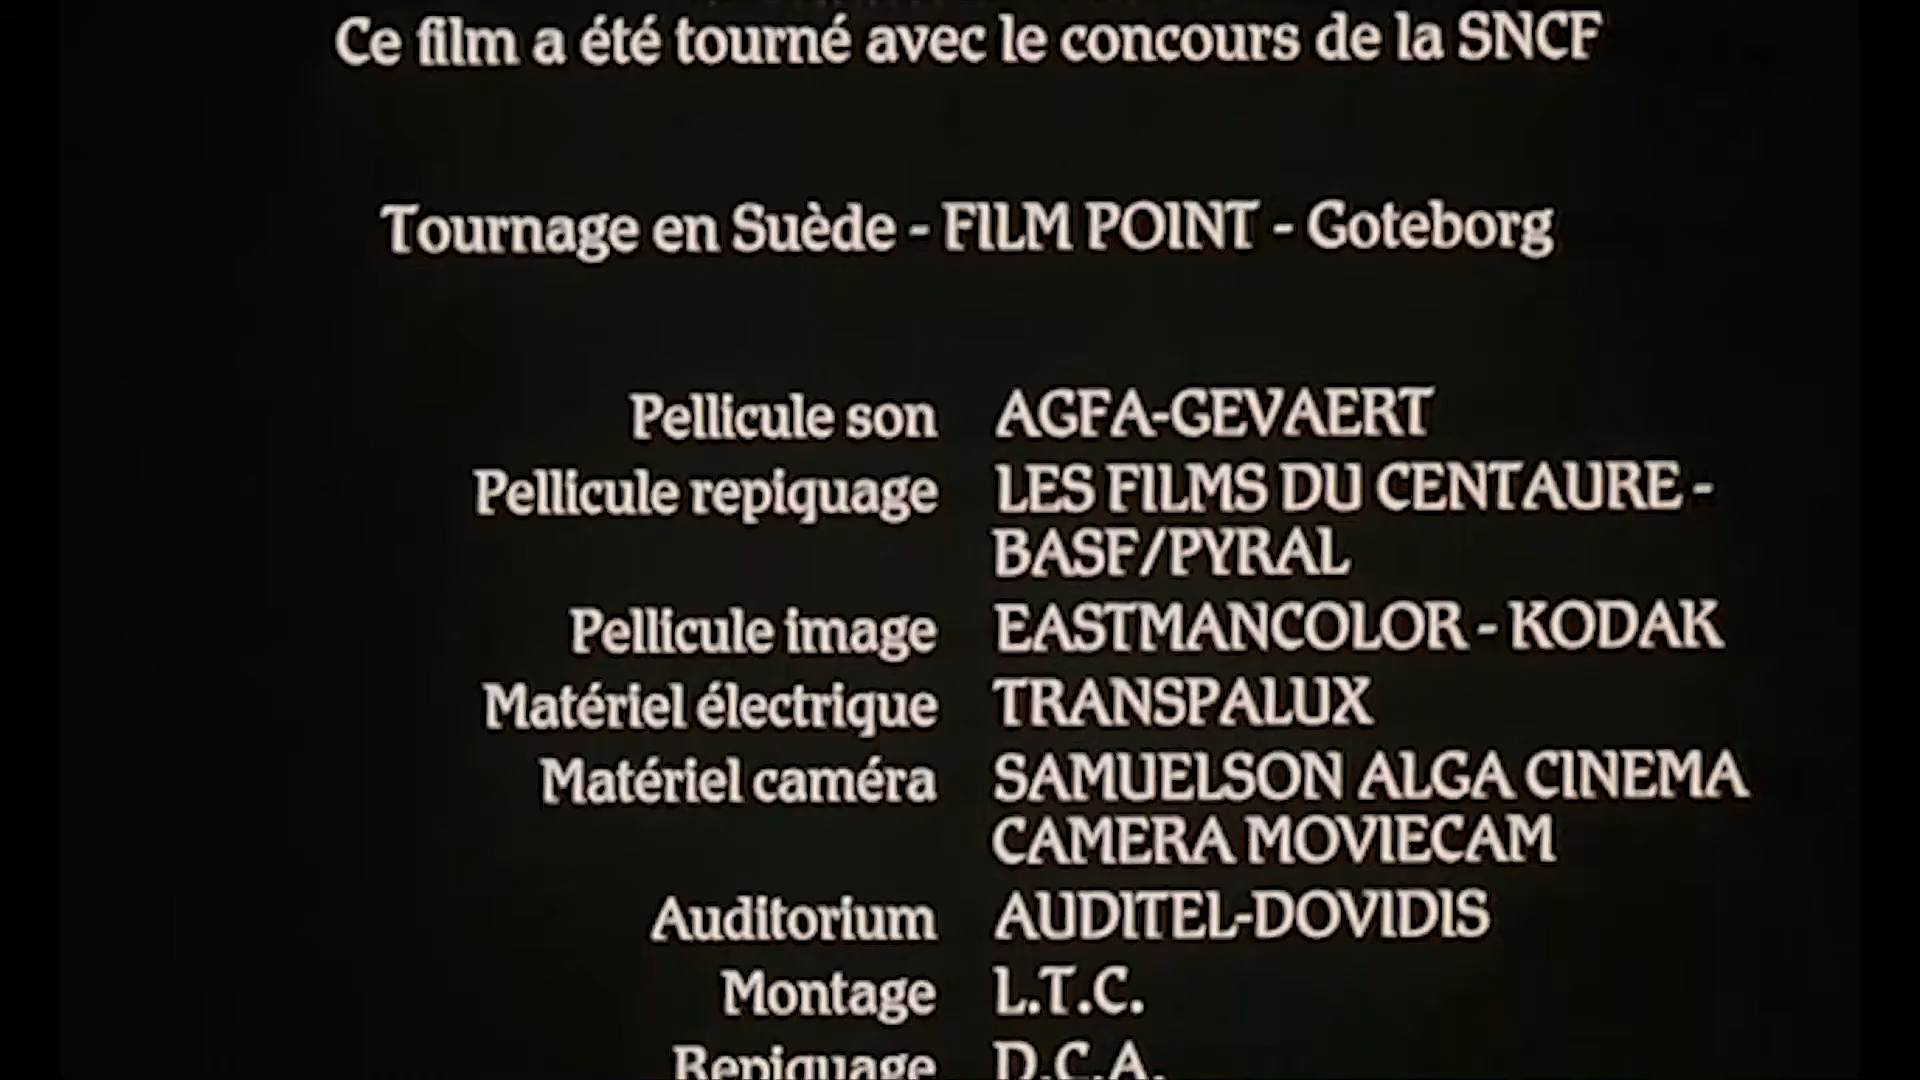 Ce film a été tourné avec le concours de la SNCF
Tournage en Suède - FILM POINT - Goteborg
Pellicule son AGFA-GEVAERT
Pellicule repiquage LES FILMS DU CENTAURE -
BASF/PYRAL
Pellicule image EASTMANCOLOR - KODAK
Matériel électrique TRANSPALUX
Matériel caméra SAMUELSON ALGA CINEMA
CAMERA MOVIECAM
Auditorium AUDITEL-DOVIDIS
Montage L.T.C.
Repiquage D.C.A.